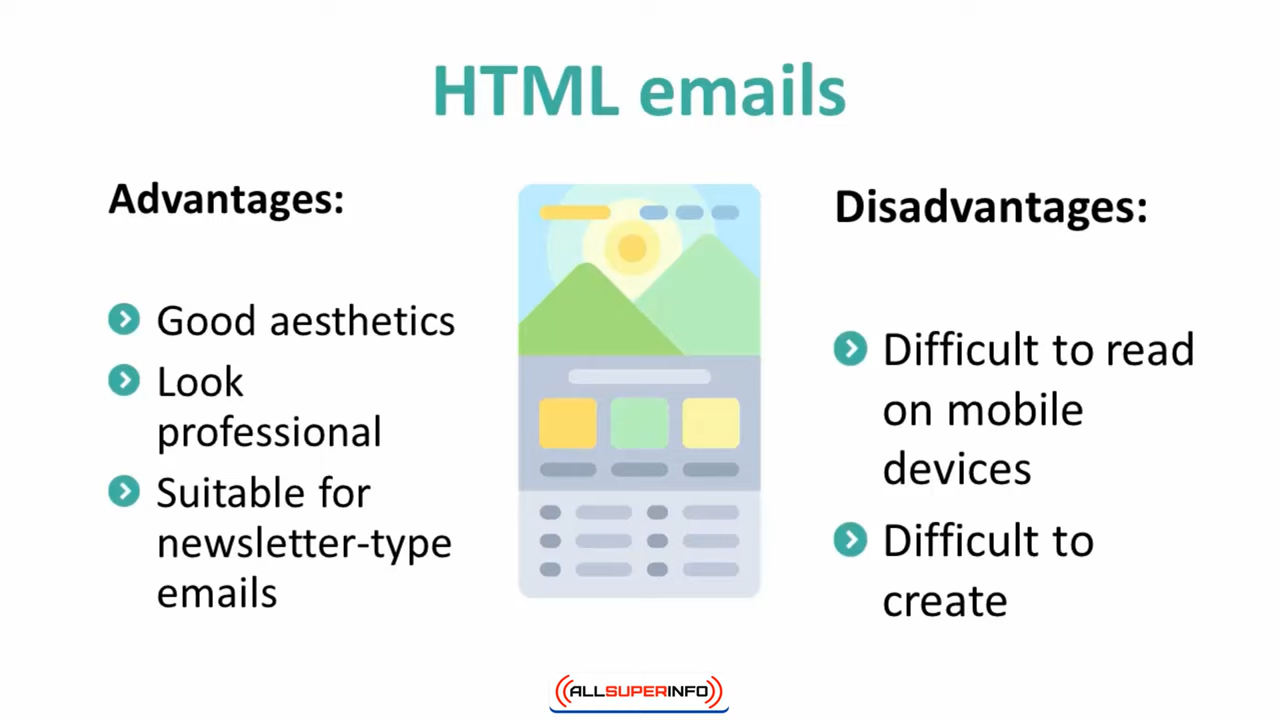 HTML emails
Advantages:
Good aesthetics
Look
professional
Suitable for
newsletter-type
emails
Disadvantages:
Difficult to read
on mobile
devices
Difficult to
create
ALLSUPERINFO